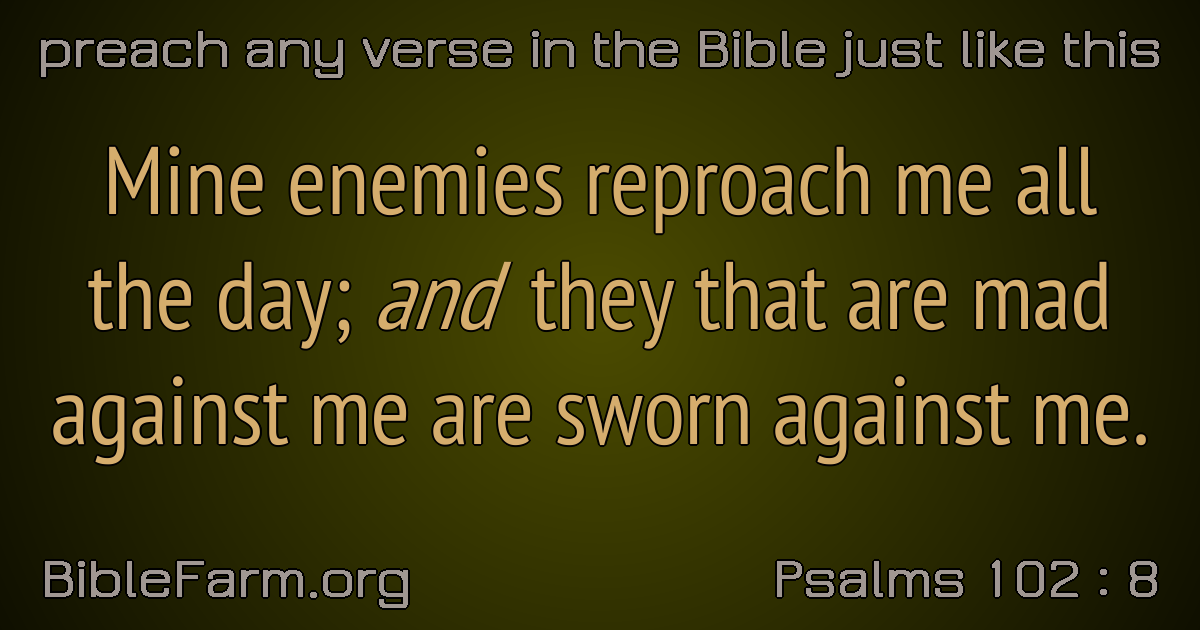 preach any verse in the Bible just like this
Mine enemies reproach me all
the day; and they that are mad
against me are sworn against me.
BibleFarm.org
Psalms 102 : 8